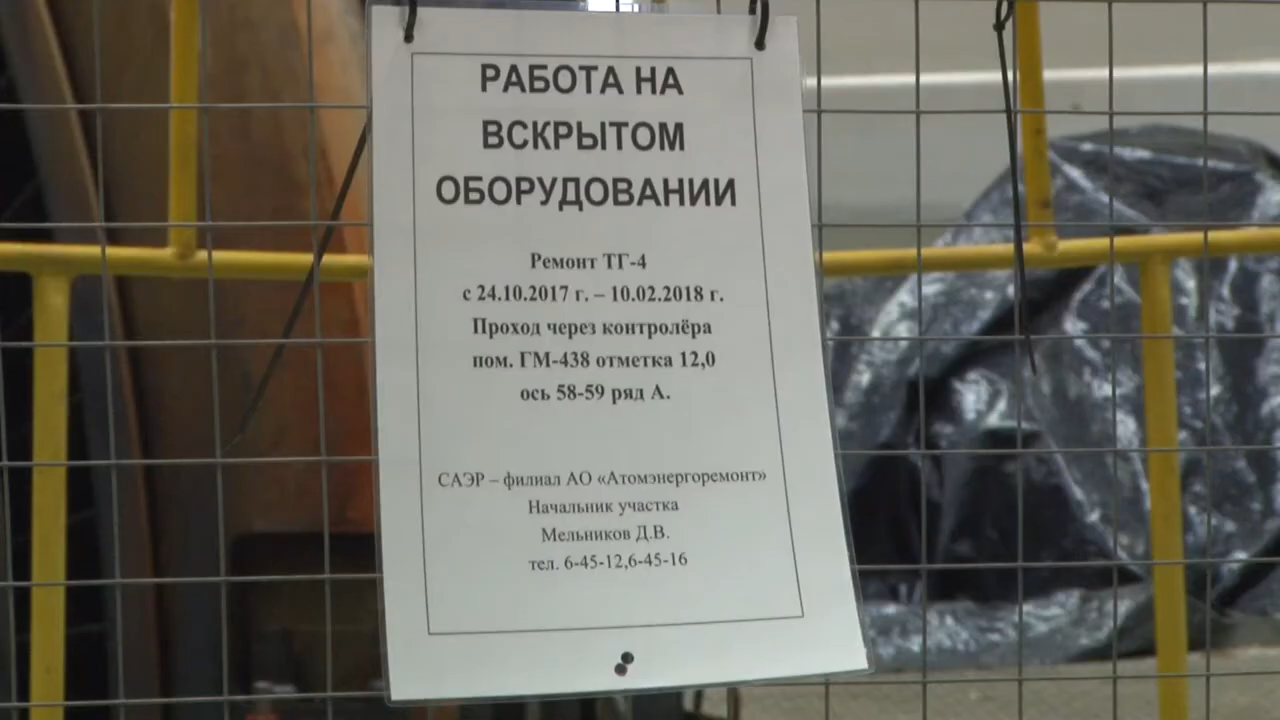 РАБОТА НА
ВСКРЫТОМ
ОБОРУДОВАНИИ
Ремонт ТГ-4
с 24.10.2017 г. – 10.02.2018 г.
Проход через контролёра
пом. ГМ-438 отметка 12,0
ось 58-59 ряд А.
САЭР – филиал АО «Атомэнергоремонт»
Начальник участка
Мельников Д.В.
тел. 6-45-12,6-45-16